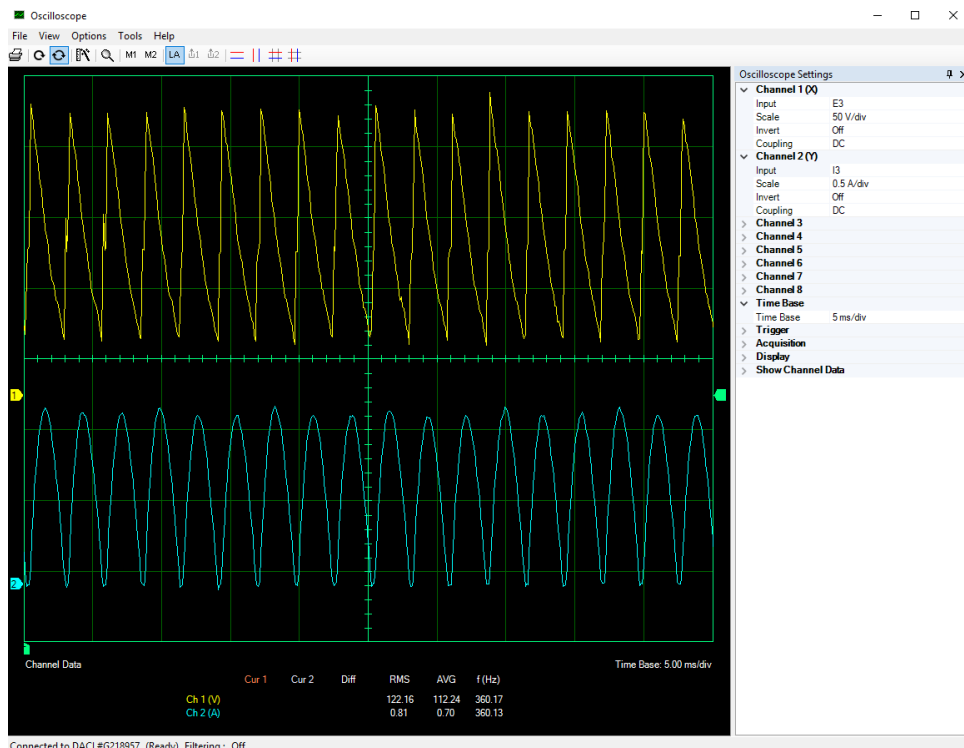 Oscilloscope
File View Options Tools Help
M1 M2 LA 1 2
Oscilloscope Settings
Channel 1 (X)
Input E3
Scale 50 V/div
Invert Off
Coupling DC
Channel 2 (Y)
Input I3
Scale 0.5 A/div
Invert Off
Coupling DC
Channel 3
Channel 4
Channel 5
Channel 6
Channel 7
Channel 8
Time Base
Time Base 5 ms/div
Trigger
Acquisition
Display
Show Channel Data
1
2
Channel Data Time Base: 5.00 ms/div
Cur 1 Cur 2 Diff RMS AVG f (Hz)
Ch 1 (V) 122.16 112.24 360.17
Ch 2 (A) 0.81 0.70 360.13
Connected to DACI #G218957 (Ready) Filtering : Off